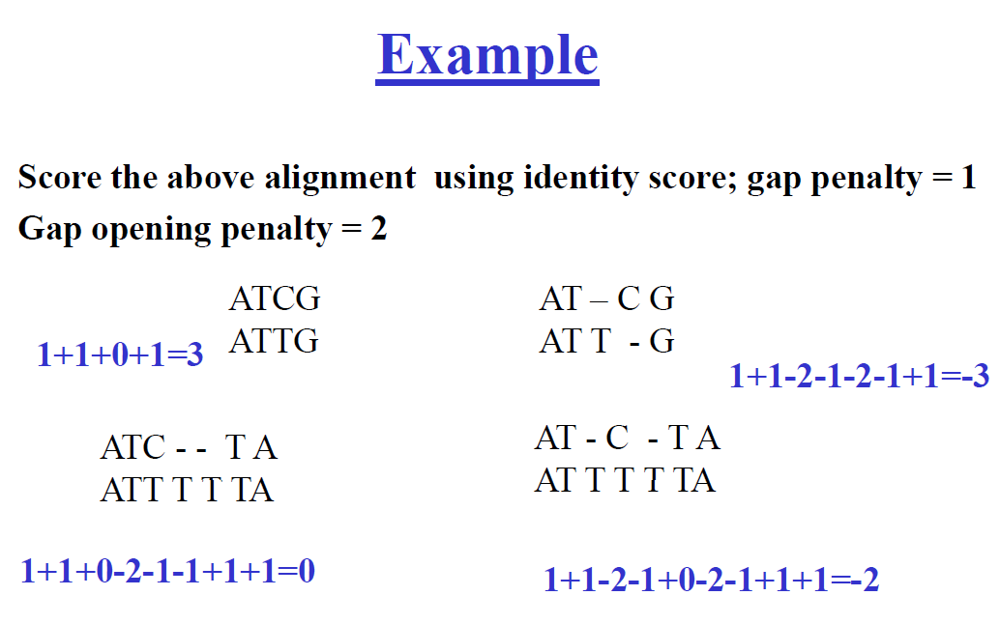 Example
Score the above alignment  using identity score; gap penalty = 1
Gap opening penalty = 2
ATCG
ATTG
1+1+0+1=3
AT – C G
AT T  - G
1+1-2-1-2-1+1=-3
ATC - -  T A
ATT T T TA
1+1+0-2-1-1+1+1=0
AT - C  - T A
AT T T T TA
1+1-2-1+0-2-1+1+1=-2